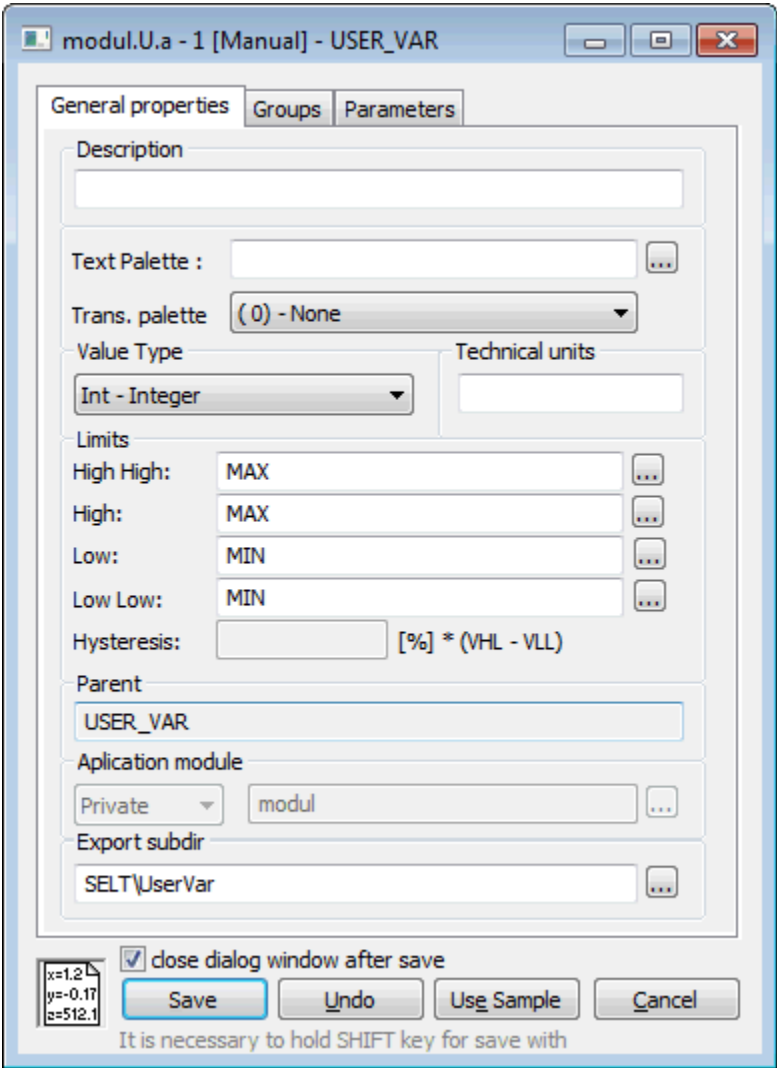 modul.U.a - 1 [Manual] - USER_VAR
General properties Groups Parameters
Description
Text Palette :
...
Trans. palette ( 0) - None
Value Type Technical units
Int - Integer
Limits
High High: MAX ...
High: MAX ...
Low: MIN ...
Low Low: MIN ...
Hysteresis: [%] * (VHL - VLL)
Parent
USER_VAR
Aplication module
Private modul ...
Export subdir
SELT\UserVar ...
x=1.2
y=-0.17
z=512.1
close dialog window after save
Save Undo Use Sample Cancel
It is necessary to hold SHIFT key for save with